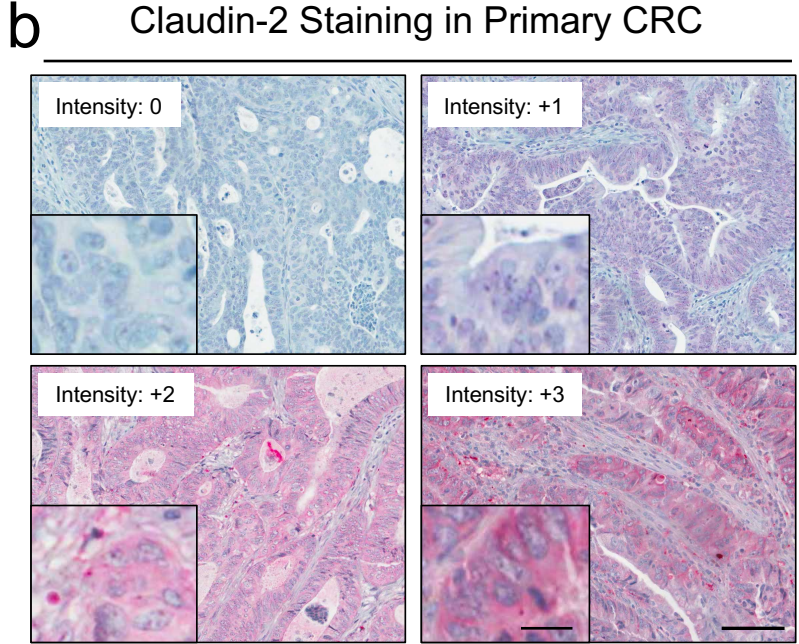 b
Claudin-2 Staining in Primary CRC
Intensity: 0
Intensity: +1
Intensity: +2
Intensity: +3